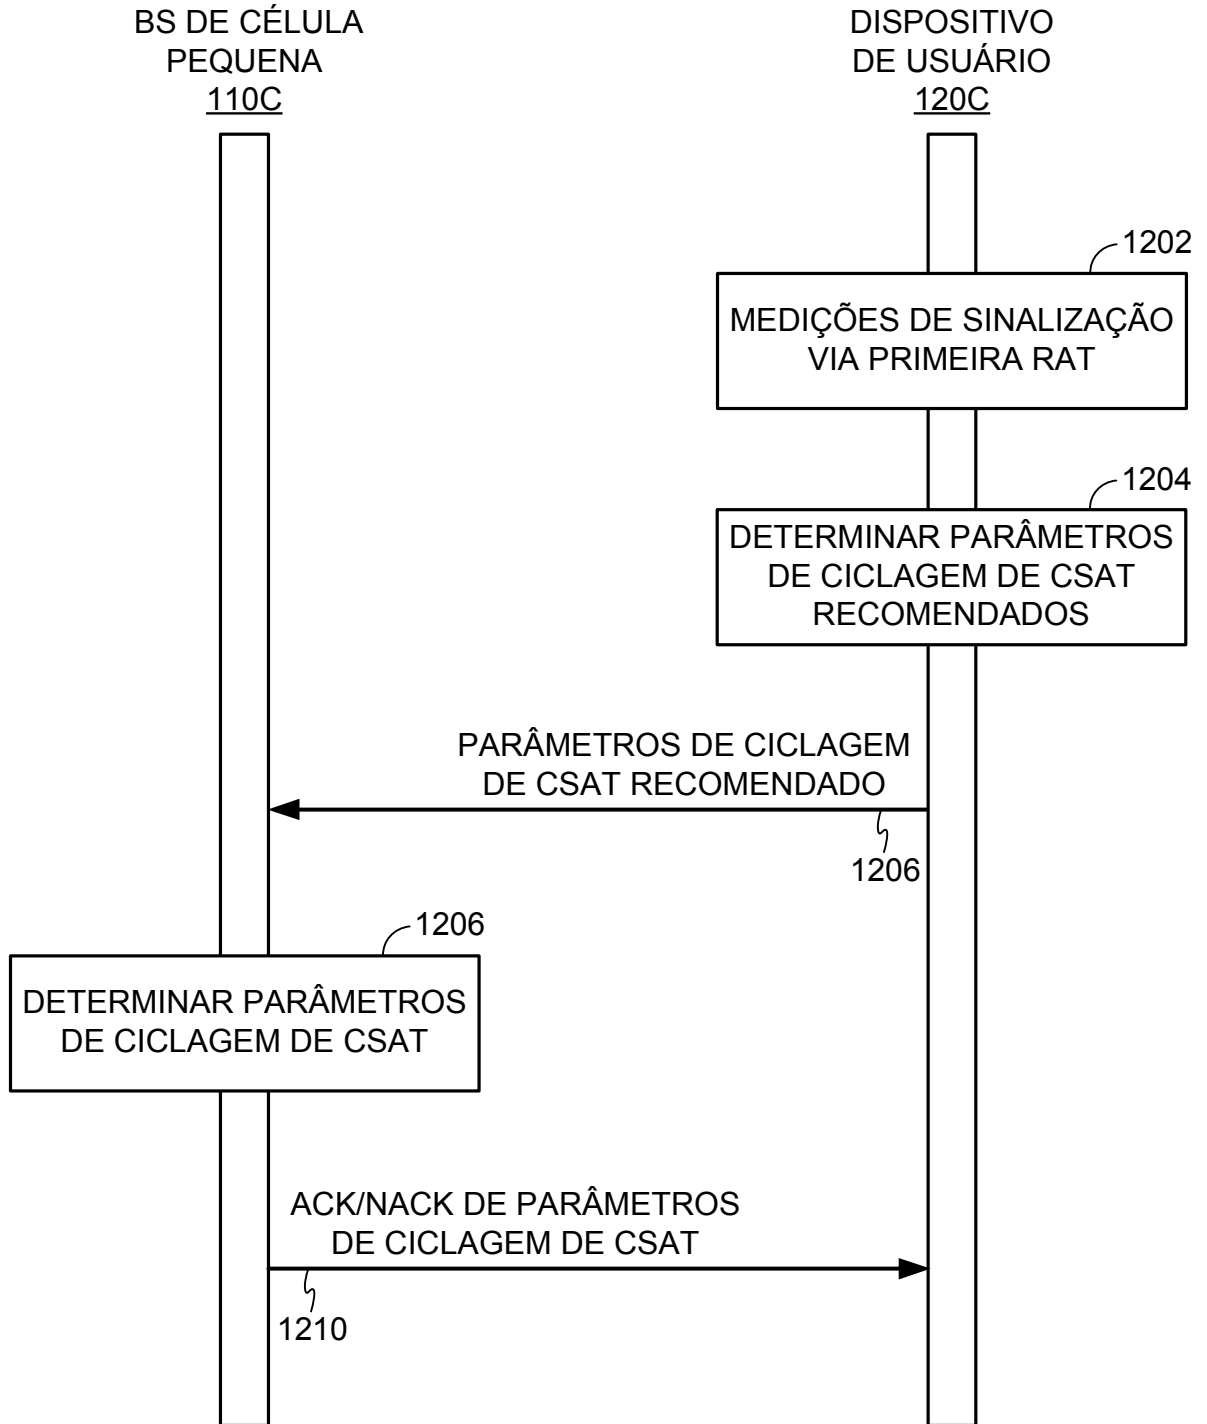 BS DE CÉLULA
PEQUENA
110C
DISPOSITIVO
DE USUÁRIO
120C
1202
MEDIÇÕES DE SINALIZAÇÃO
VIA PRIMEIRA RAT
1204
DETERMINAR PARÂMETROS
DE CICLAGEM DE CSAT
RECOMENDADOS
PARÂMETROS DE CICLAGEM
DE CSAT RECOMENDADO
1206
1206
DETERMINAR PARÂMETROS
DE CICLAGEM DE CSAT
ACK/NACK DE PARÂMETROS
DE CICLAGEM DE CSAT
1210